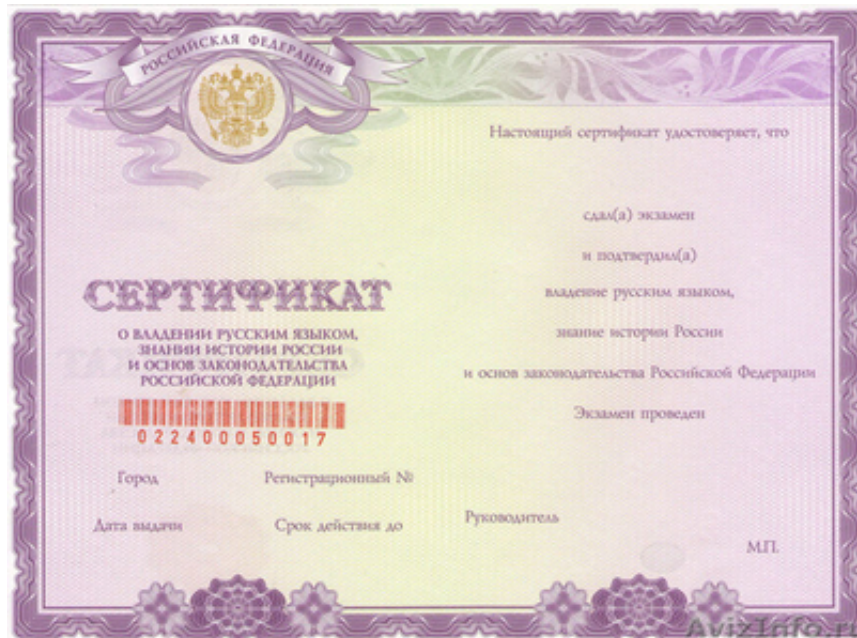 РОССИЙСКАЯ ФЕДЕРАЦИЯ
СЕРТИФИКАТ
О ВЛАДЕНИИ РУССКИМ ЯЗЫКОМ,
ЗНАНИИ ИСТОРИИ РОССИИ
И ОСНОВ ЗАКОНОДАТЕЛЬСТВА
РОССИЙСКОЙ ФЕДЕРАЦИИ
022400050017
Город Регистрационный №
Дата выдачи Срок действия до
Настоящий сертификат удостоверяет, что
сдал(а) экзамен
и подтвердил(а)
владение русским языком,
знание истории России
и основ законодательства Российской Федерации
Экзамен проведен
Руководитель
М.П.
AvizInfo.ru